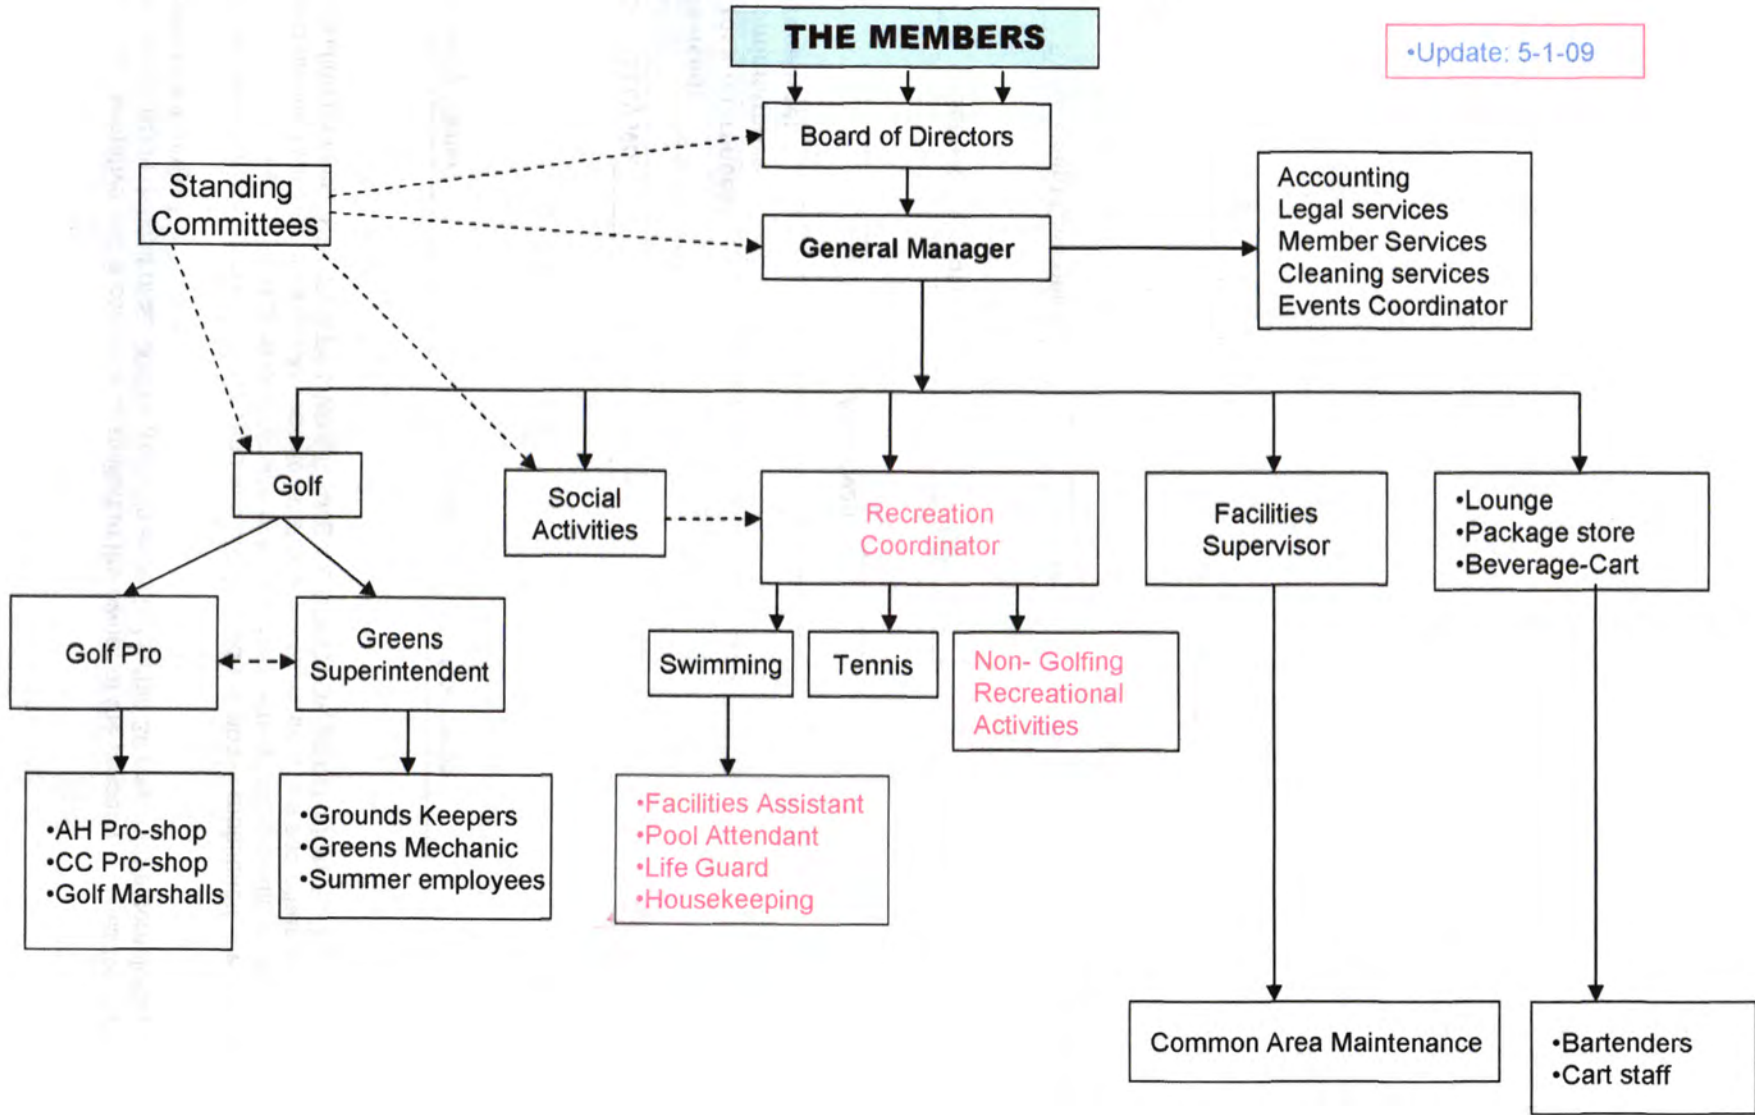 THE MEMBERS
•Update: 5-1-09
Board of Directors
Standing
Committees
General Manager
Accounting
Legal services
Member Services
Cleaning services
Events Coordinator
Golf
Social
Activities
Recreation
Coordinator
Facilities
Supervisor
•Lounge
•Package store
•Beverage-Cart
Golf Pro
Greens
Superintendent
Swimming
Tennis
Non- Golfing
Recreational
Activities
•AH Pro-shop
•CC Pro-shop
•Golf Marshalls
•Grounds Keepers
•Greens Mechanic
•Summer employees
•Facilities Assistant
•Pool Attendant
•Life Guard
•Housekeeping
Common Area Maintenance
•Bartenders
•Cart staff